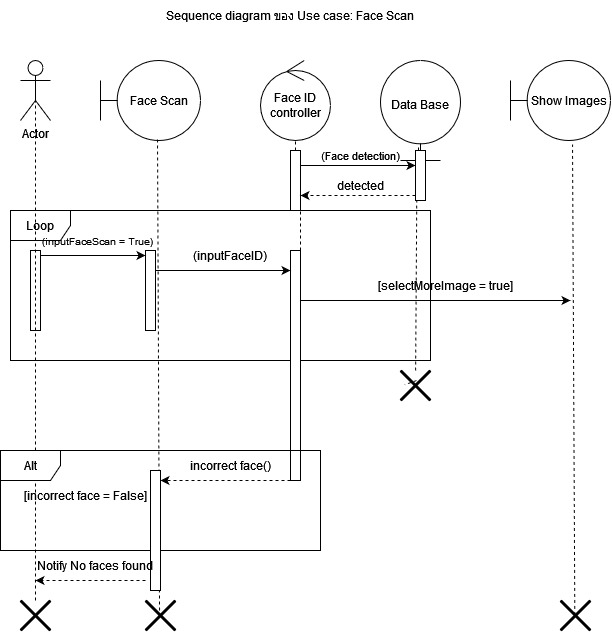 Sequence diagram ของ Use case: Face Scan
Actor
Face Scan
Face ID
controller
Data Base
Show Images
(Face detection)
detected
Loop
(inputFaceScan = True)
(inputFaceID)
[selectMoreImage = true]
Alt
incorrect face()
[incorrect face = False]
Notify No faces found